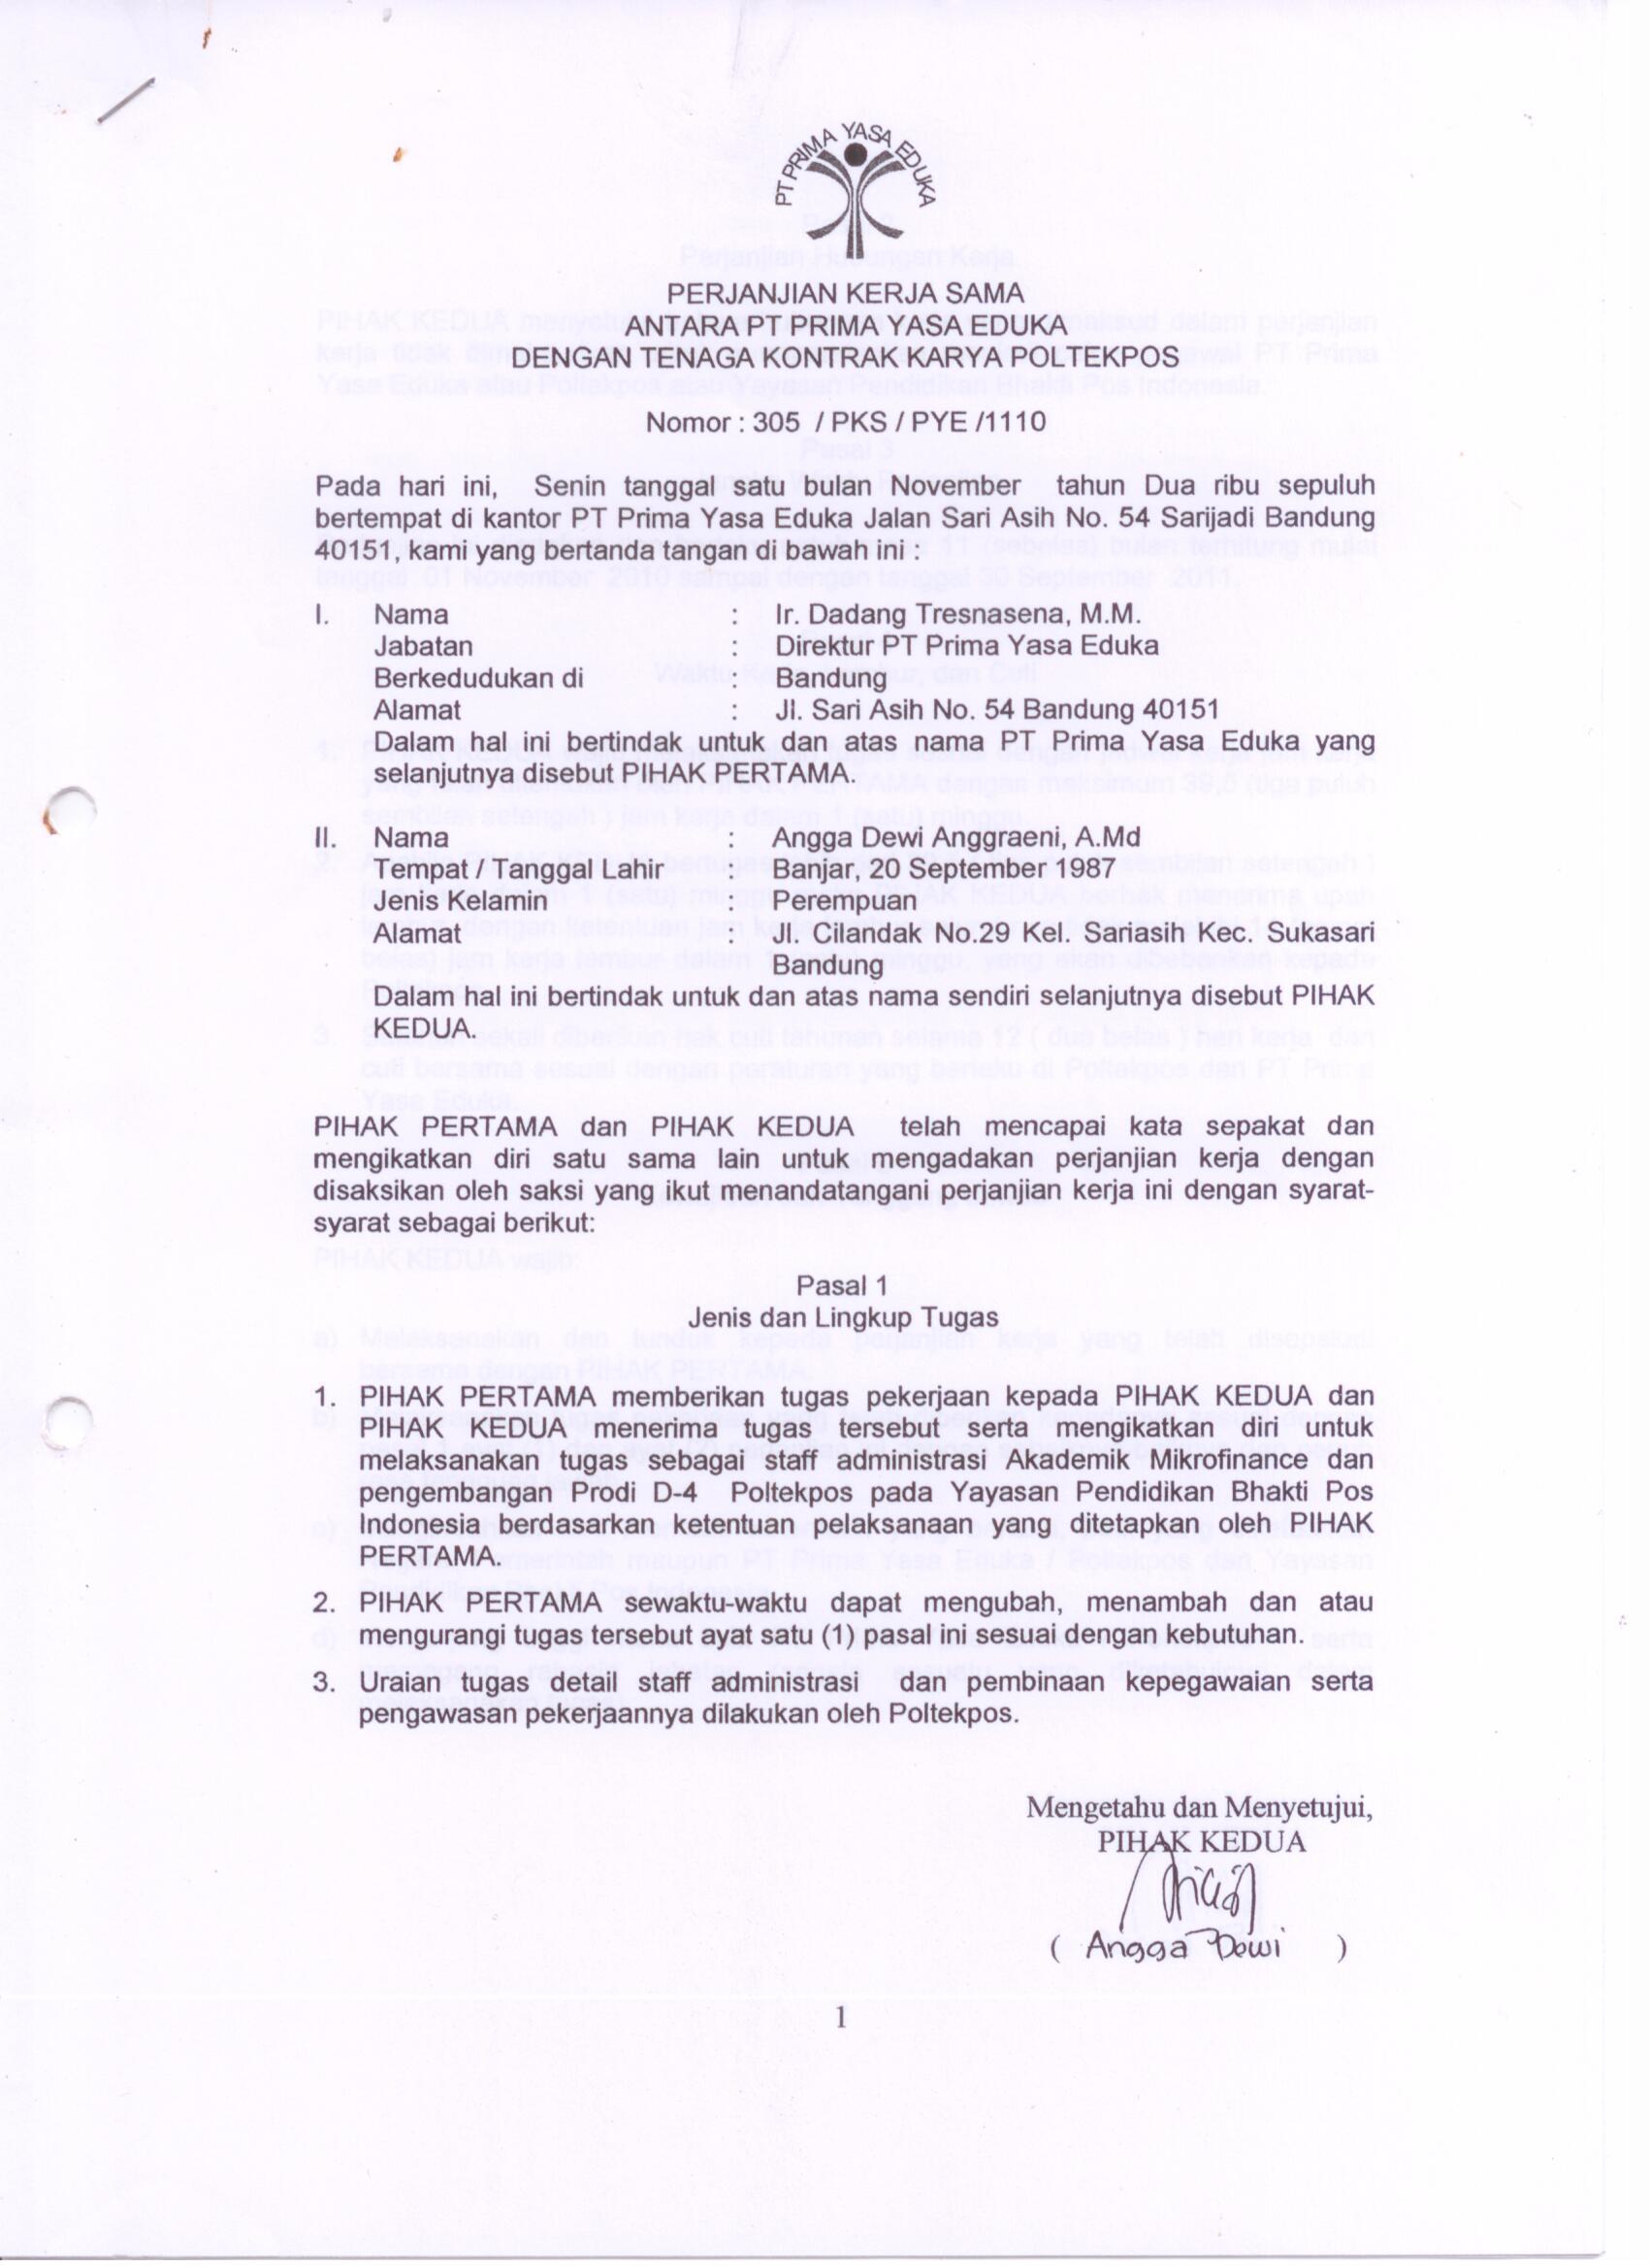 PT PRIMA YASA EDUKA
PERJANJIAN KERJA SAMA
ANTARA PT PRIMA YASA EDUKA
DENGAN TENAGA KONTRAK KARYA POLTEKPOS
Nomor : 305 / PKS / PYE /1110
Pada hari ini, Senin tanggal satu bulan November tahun Dua ribu sepuluh
bertempat di kantor PT Prima Yasa Eduka Jalan Sari Asih No. 54 Sarijadi Bandung
40151, kami yang bertanda tangan di bawah ini :
I. Nama : Ir. Dadang Tresnasena, M.M.
Jabatan : Direktur PT Prima Yasa Eduka
Berkedudukan di : Bandung
Alamat : Jl. Sari Asih No. 54 Bandung 40151
Dalam hal ini bertindak untuk dan atas nama PT Prima Yasa Eduka yang
selanjutnya disebut PIHAK PERTAMA.
II. Nama : Angga Dewi Anggraeni, A.Md
Tempat / Tanggal Lahir : Banjar, 20 September 1987
Jenis Kelamin : Perempuan
Alamat : Jl. Cilandak No.29 Kel. Sariasih Kec. Sukasari
Bandung
Dalam hal ini bertindak untuk dan atas nama sendiri selanjutnya disebut PIHAK
KEDUA.
PIHAK PERTAMA dan PIHAK KEDUA telah mencapai kata sepakat dan
mengikatkan diri satu sama lain untuk mengadakan perjanjian kerja dengan
disaksikan oleh saksi yang ikut menandatangani perjanjian kerja ini dengan syarat-
syarat sebagai berikut:
Pasal 1
Jenis dan Lingkup Tugas
1. PIHAK PERTAMA memberikan tugas pekerjaan kepada PIHAK KEDUA dan
PIHAK KEDUA menerima tugas tersebut serta mengikatkan diri untuk
melaksanakan tugas sebagai staff administrasi Akademik Mikrofinance dan
pengembangan Prodi D-4 Poltekpos pada Yayasan Pendidikan Bhakti Pos
Indonesia berdasarkan ketentuan pelaksanaan yang ditetapkan oleh PIHAK
PERTAMA.
2. PIHAK PERTAMA sewaktu-waktu dapat mengubah, menambah dan atau
mengurangi tugas tersebut ayat satu (1) pasal ini sesuai dengan kebutuhan.
3. Uraian tugas detail staff administrasi dan pembinaan kepegawaian serta
pengawasan pekerjaannya dilakukan oleh Poltekpos.
Mengetahu dan Menyetujui,
PIHAK KEDUA
( Angga Dewi )
1